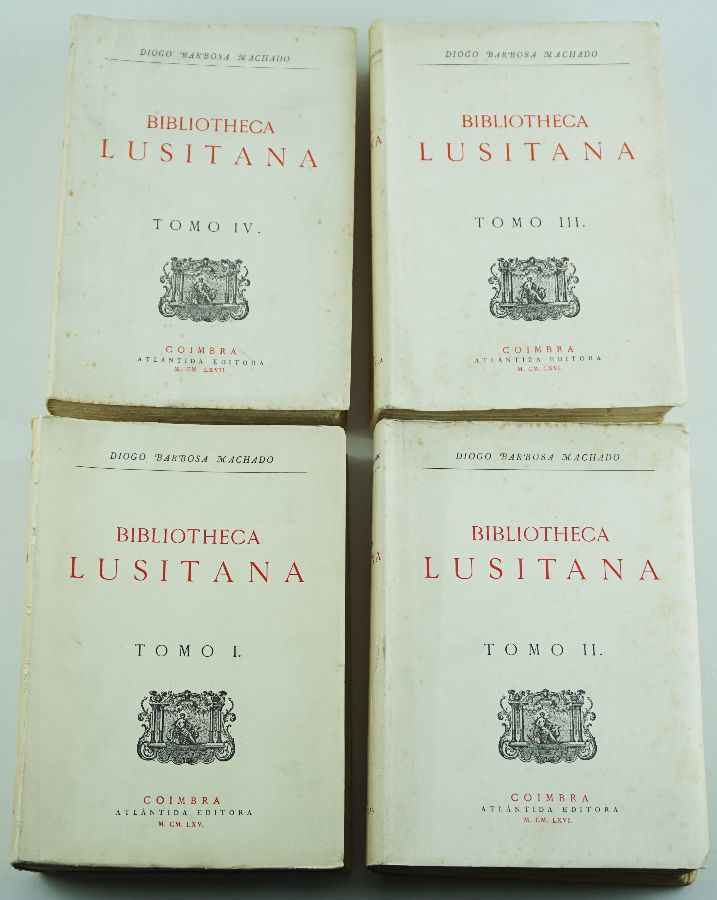 DIOGO BARBOSA MACHADO
BIBLIOTHECA
LUSITANA
TOMO IV.
COIMBRA
ATLÂNTIDA EDITORA
M. CM. LXVII.
DIOGO BARBOSA MACHADO
BIBLIOTHECA
LUSITANA
TOMO III.
COIMBRA
ATLÂNTIDA EDITORA
M. CM. LXVI.
DIOGO BARBOSA MACHADO
BIBLIOTHECA
LUSITANA
TOMO I.
COIMBRA
ATLÂNTIDA EDITORA
M. CM. LXV.
DIOGO BARBOSA MACHADO
BIBLIOTHECA
LUSITANA
TOMO II.
COIMBRA
ATLÂNTIDA EDITORA
M. CM. LXVI.